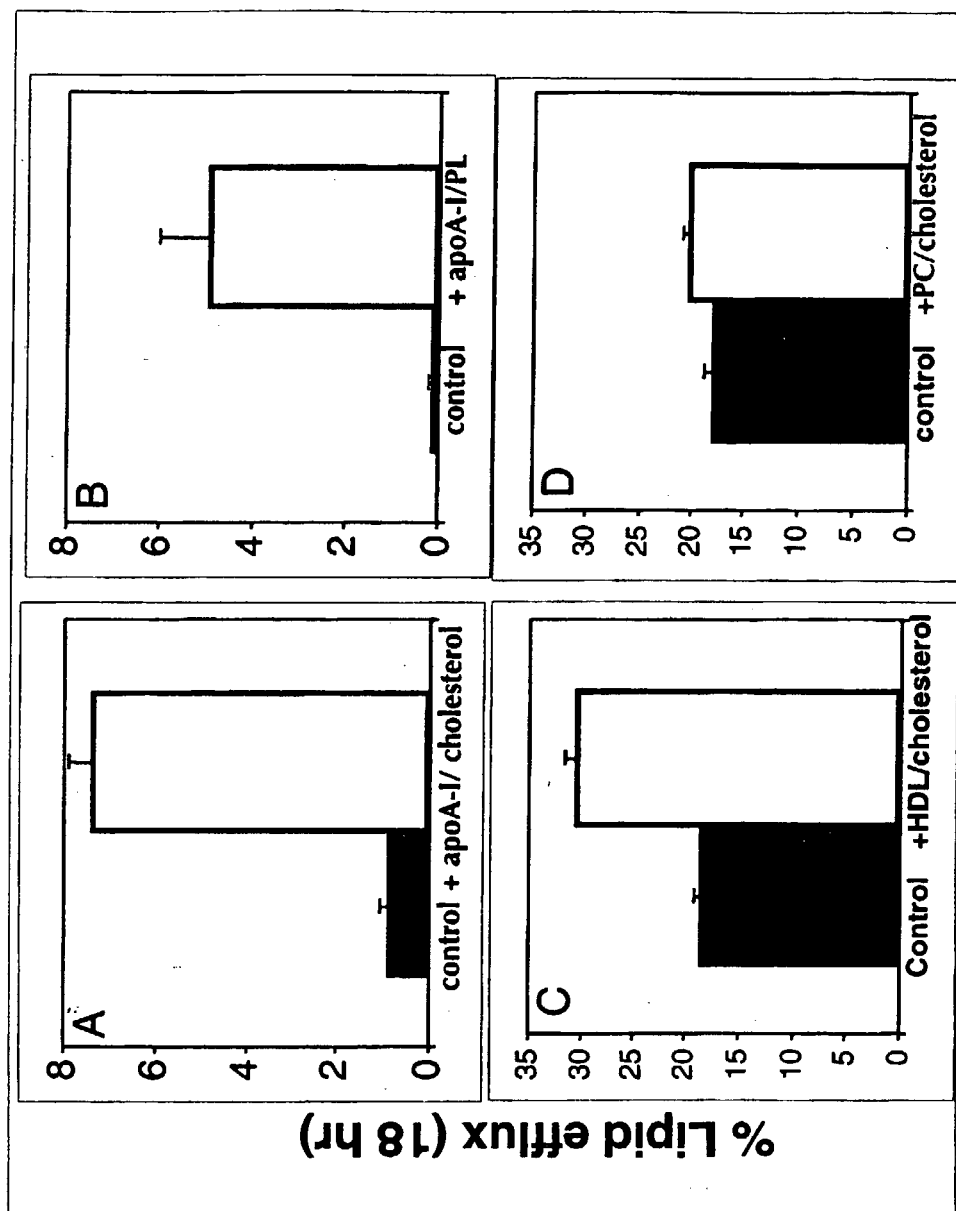 % Lipid efflux (18 hr)
A
8
6
4
2
0
control + apoA-I/ cholesterol
B
8
6
4
2
0
control + apoA-I/PL
C
35
30
25
20
15
10
5
0
Control +HDL/cholesterol
D
35
30
25
20
15
10
5
0
control +PC/cholesterol